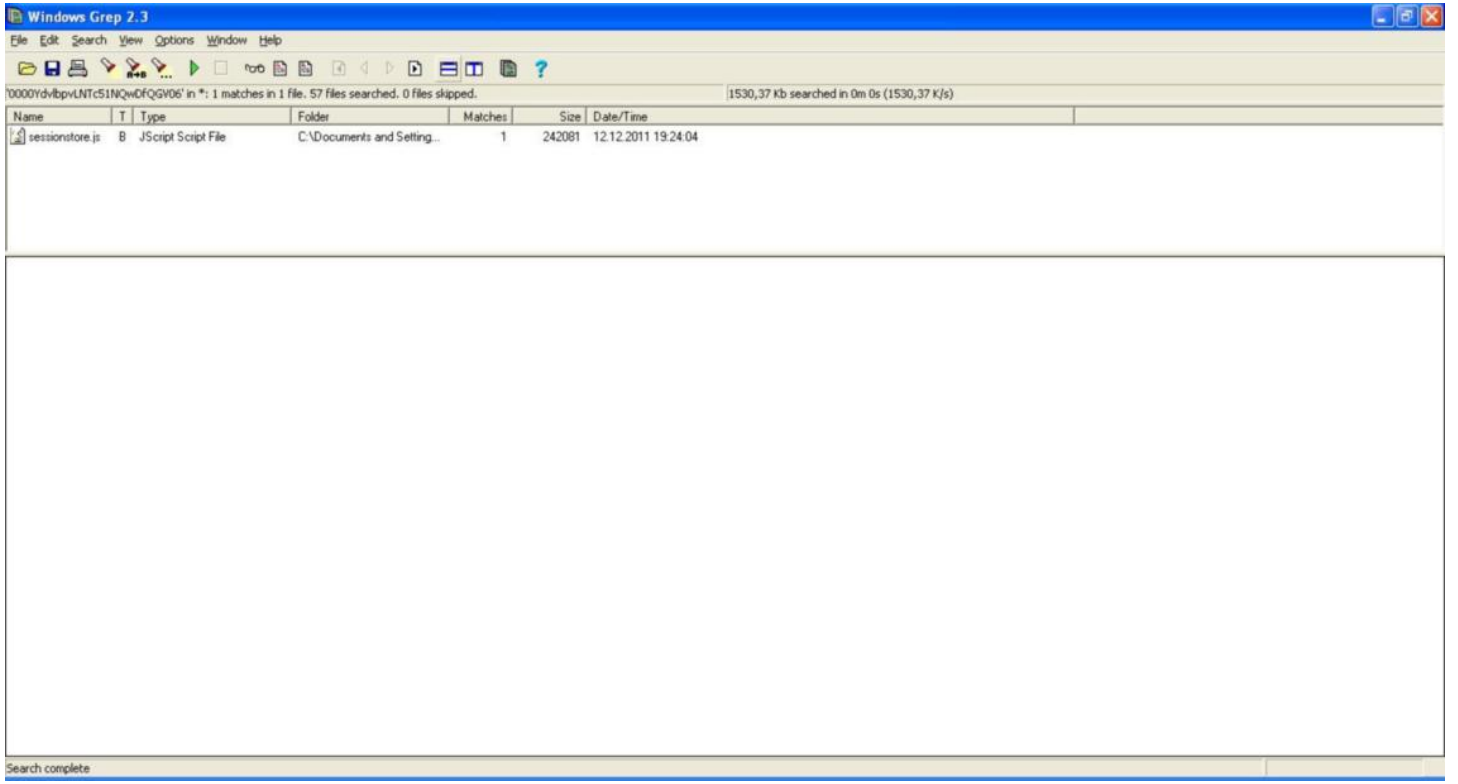 Windows Grep 2.3
File Edit Search View Options Window Help
'0000YdvlbpvLNTc51NQwDfQGV06' in *: 1 matches in 1 file. 57 files searched. 0 files skipped. 1530,37 Kb searched in 0m 0s (1530,37 K/s)
Name T Type Folder Matches Size Date/Time
sessionstore.js B JScript Script File C:\Documents and Setting... 1 242081 12.12.2011 19:24:04
Search complete